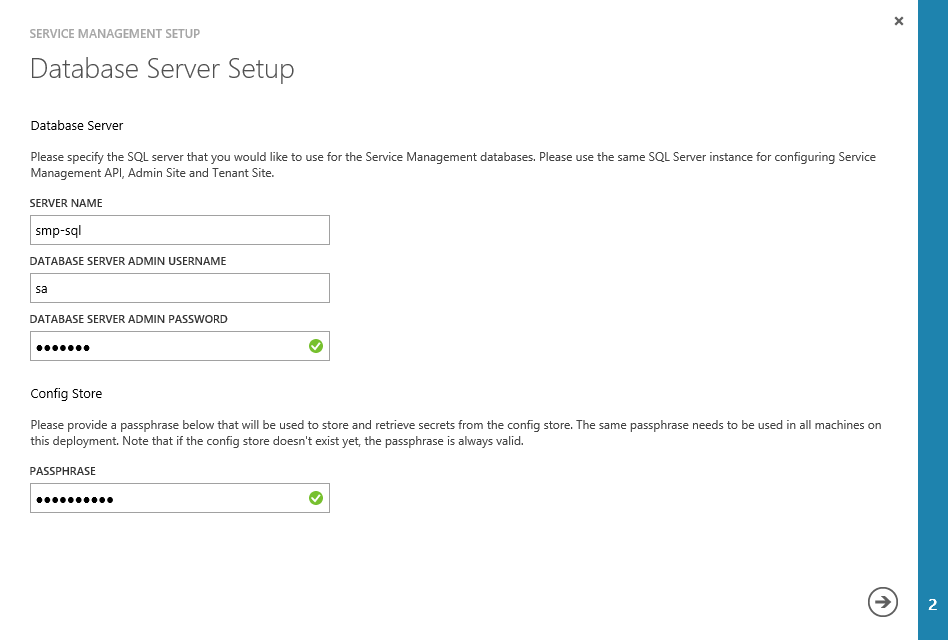 SERVICE MANAGEMENT SETUP
Database Server Setup
Database Server
Please specify the SQL server that you would like to use for the Service Management databases. Please use the same SQL Server instance for configuring Service
Management API, Admin Site and Tenant Site.
SERVER NAME
smp-sql
DATABASE SERVER ADMIN USERNAME
sa
DATABASE SERVER ADMIN PASSWORD
●●●●●●●
Config Store
Please provide a passphrase below that will be used to store and retrieve secrets from the config store. The same passphrase needs to be used in all machines on
this deployment. Note that if the config store doesn't exist yet, the passphrase is always valid.
PASSPHRASE
●●●●●●●●●●
2